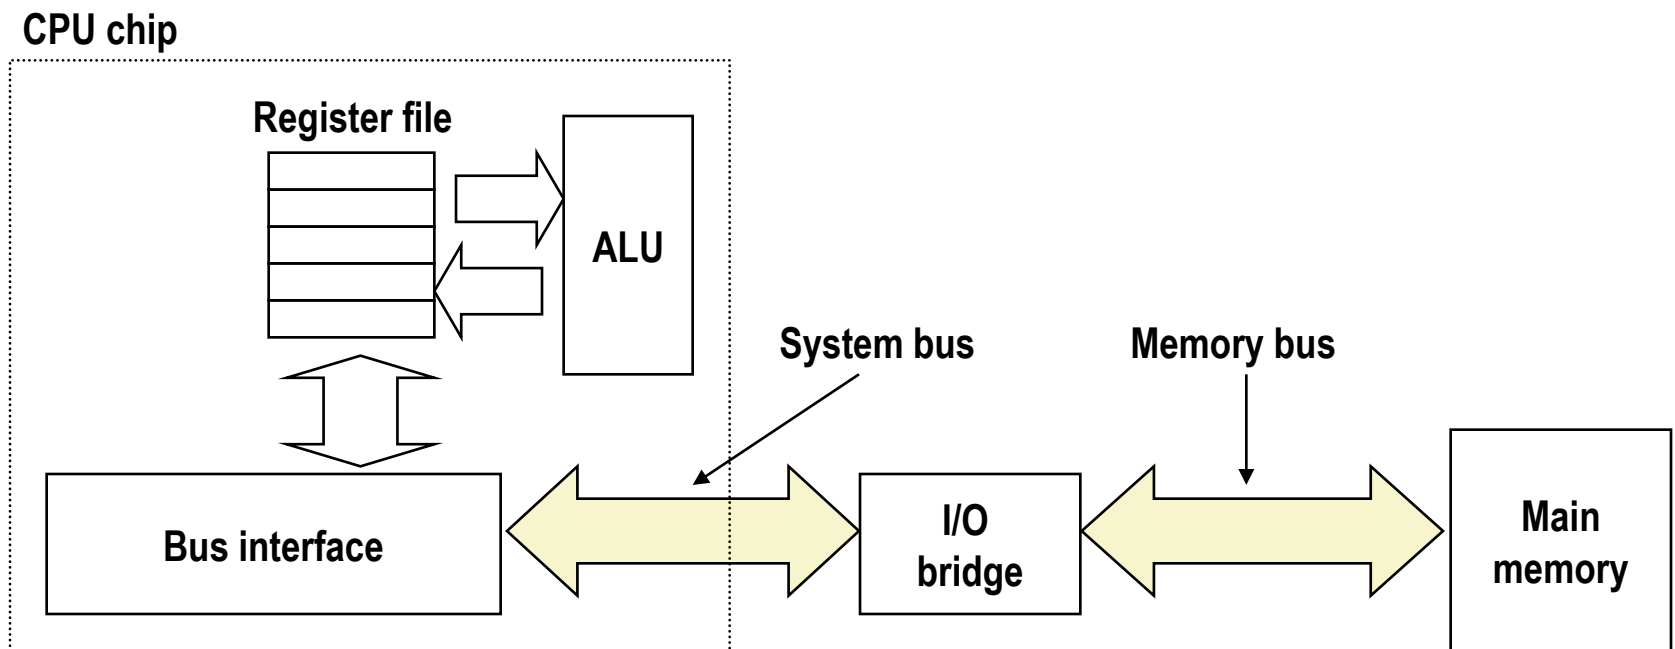 CPU chip
Register file
ALU
System bus
Memory bus
Bus interface
I/O
bridge
Main
memory